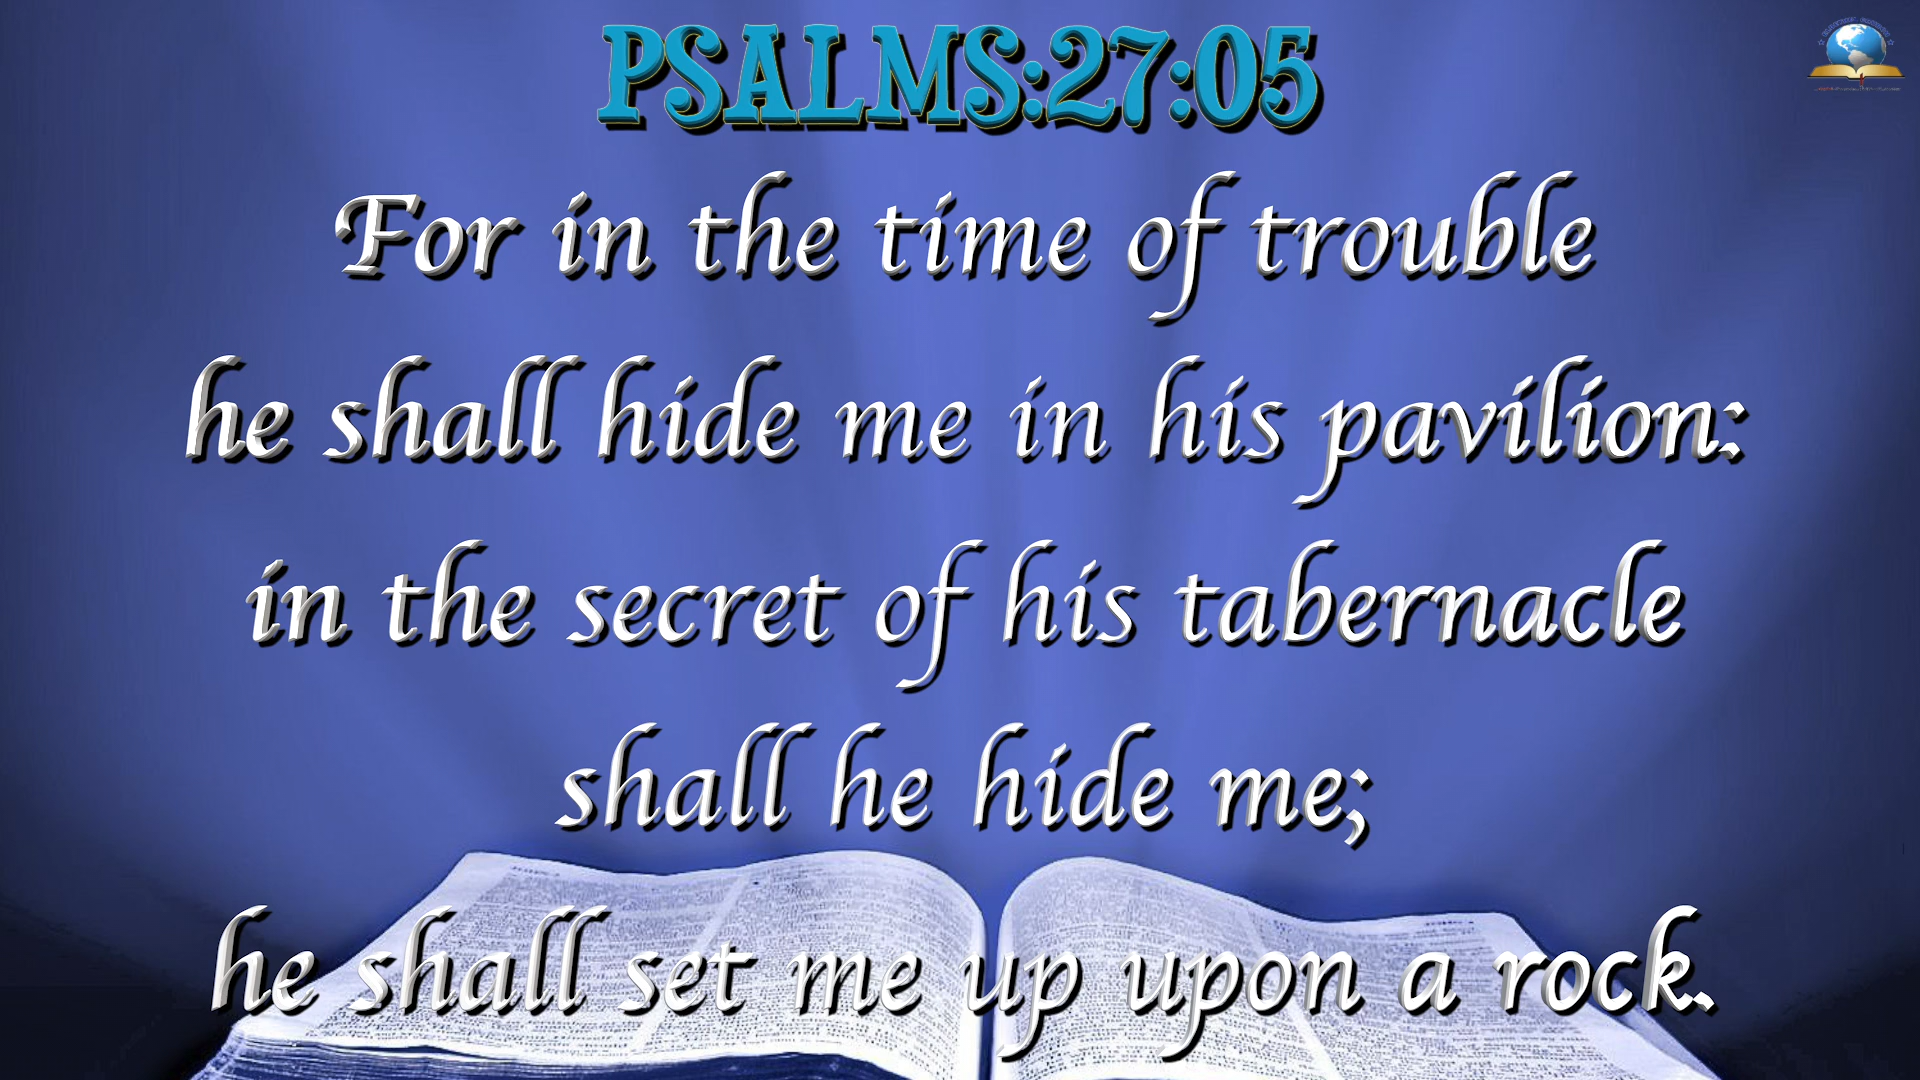 PSALMS:27:05
For in the time of trouble
he shall hide me in his pavilion:
in the secret of his tabernacle
shall he hide me;
he shall set me up upon a rock.